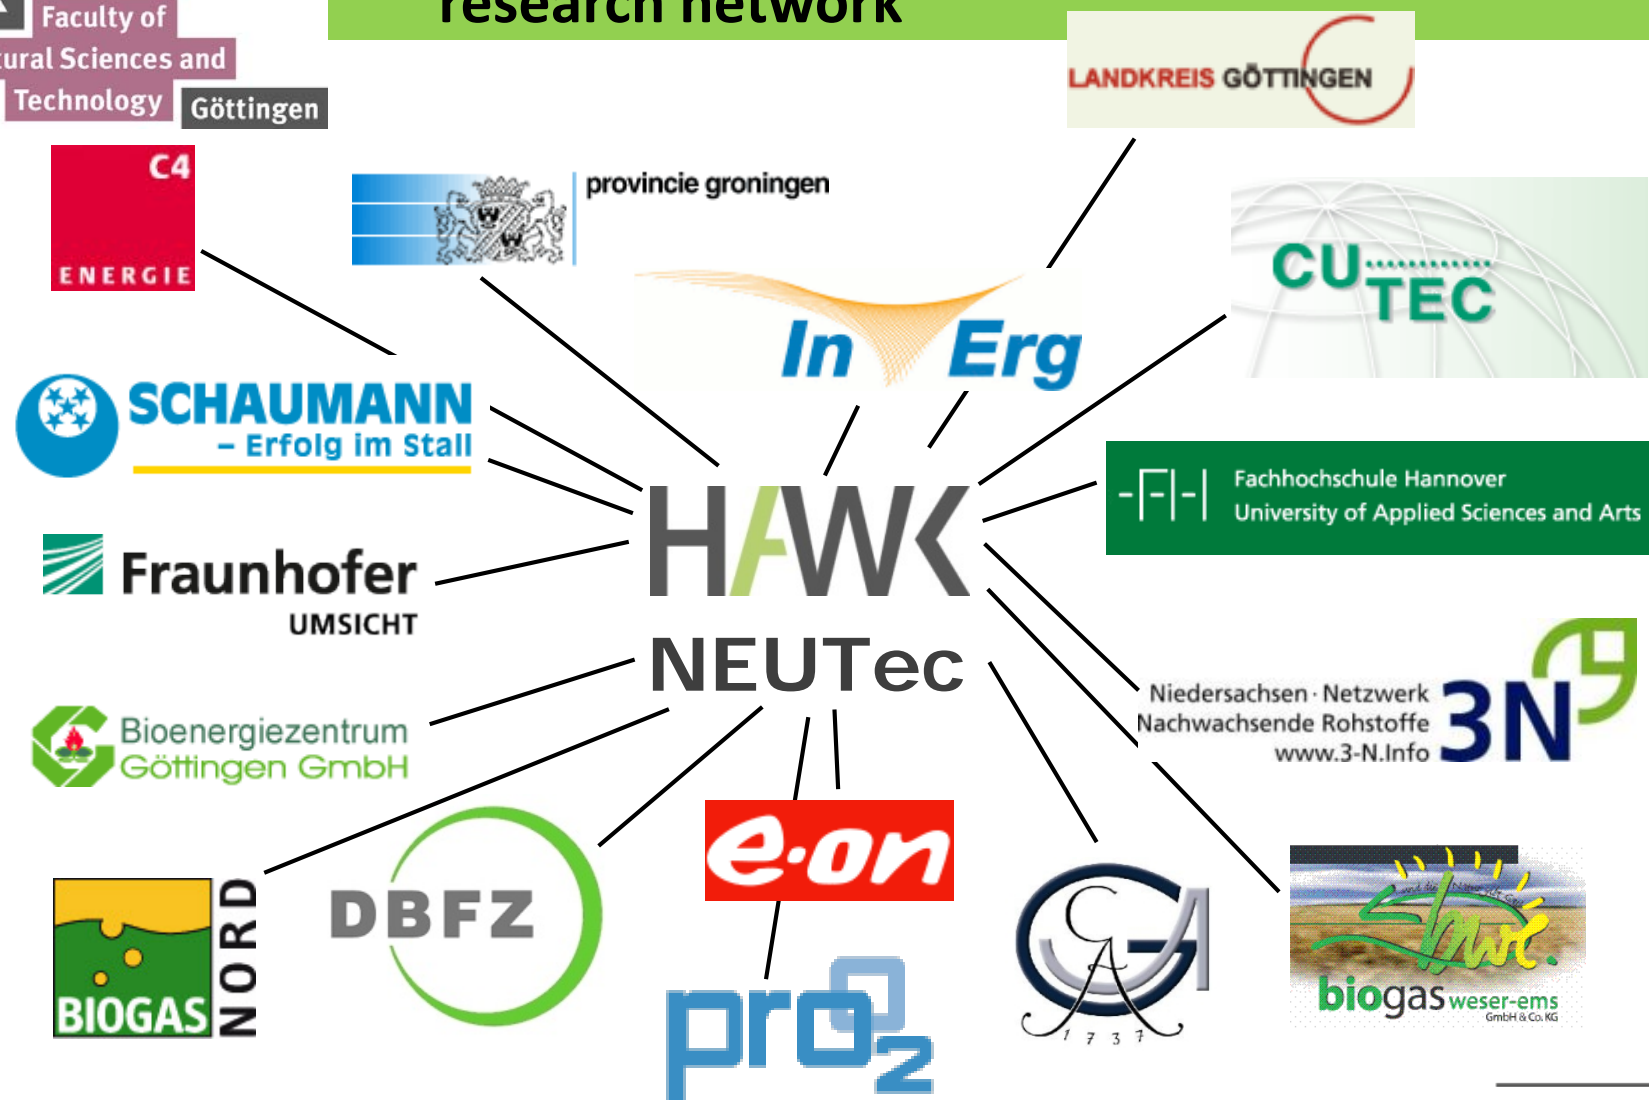 research network
Faculty of
ural Sciences and
Technology
Göttingen
LANDKREIS GÖTTINGEN
C4
ENERGIE
provincie groningen
CU
TEC
In Erg
SCHAUMANN
– Erfolg im Stall
HAWK
NEUTec
-FH-
Fachhochschule Hannover
University of Applied Sciences and Arts
Fraunhofer
UMSICHT
Niedersachsen · Netzwerk
Nachwachsende Rohstoffe
www.3-N.Info
3N
Bioenergiezentrum
Göttingen GmbH
e·on
DBFZ
BIOGAS
NORD
GA
1737
bwe.
biogas weser-ems
GmbH & Co. KG
pro2